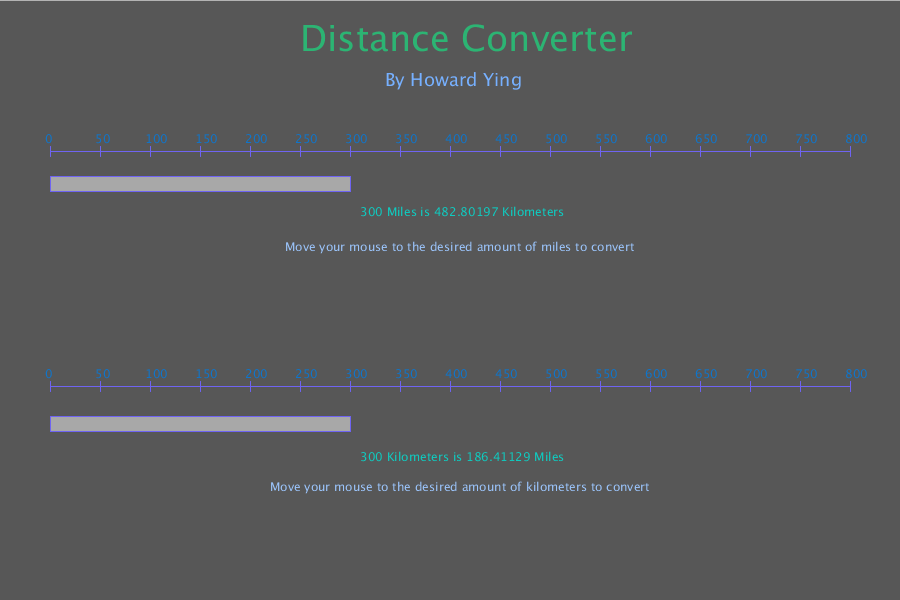 Distance Converter
By Howard Ying
0 50 100 150 200 250 300 350 400 450 500 550 600 650 700 750 800
300 Miles is 482.80197 Kilometers
Move your mouse to the desired amount of miles to convert
0 50 100 150 200 250 300 350 400 450 500 550 600 650 700 750 800
300 Kilometers is 186.41129 Miles
Move your mouse to the desired amount of kilometers to convert